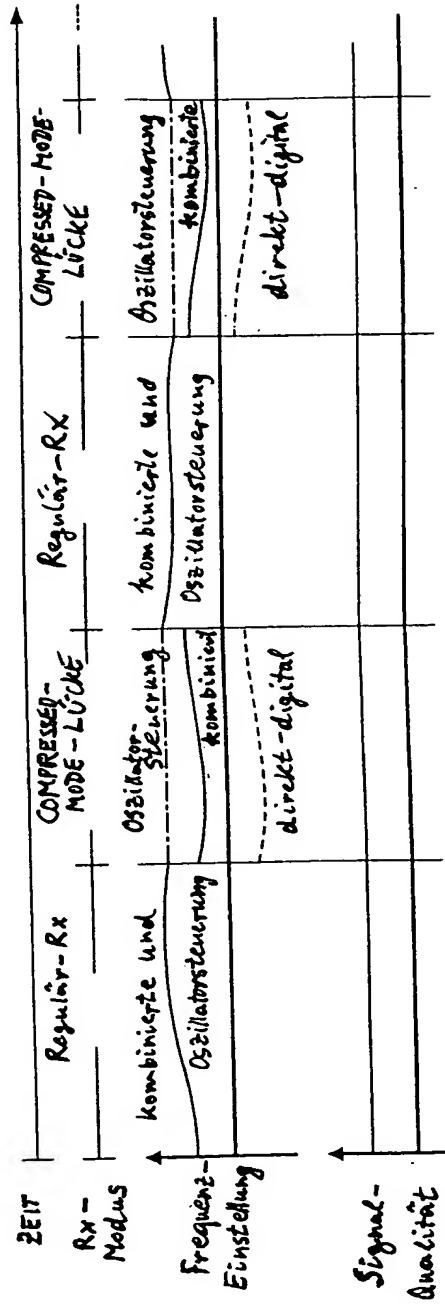 ZEIT
Rx-
Modus
Regulär-Rx
COMPRESSED-
MODE-LÜCKE
Regulär-Rx
COMPRESSED-MODE-
LÜCKE
Frequenz-
Einstellung
kombinierte und
Oszillatorsteuerung
Oszillator-
steuerung
kombiniert
direkt-digital
kombinierte und
Oszillatorsteuerung
Oszillatorsteuerung
kombinierte
direkt-digital
Signal-
Qualität